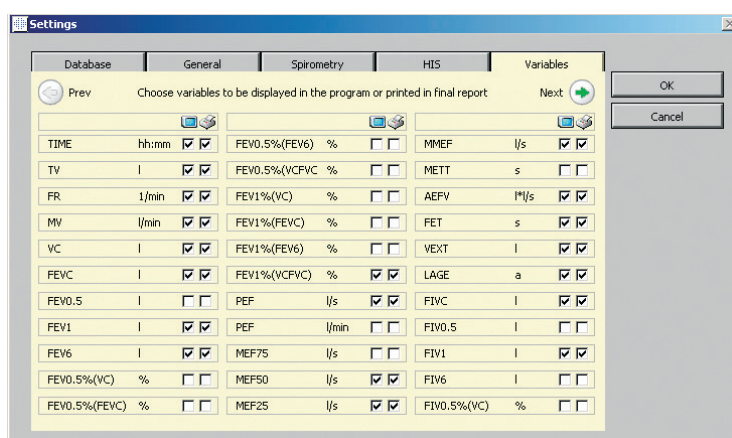 Settings
Database General Spirometry HIS Variables
Prev Choose variables to be displayed in the program or printed in final report Next
OK
Cancel
TIME hh:mm FEV0.5%(FEV6) % MMEF l/s
TV l FEV0.5%(VCFVC % METT s
FR 1/min FEV1%(VC) % AEFV l*l/s
MV l/min FEV1%(FEVC) % FET s
VC l FEV1%(FEV6) % VEXT l
FEVC l FEV1%(VCFVC) % LAGE a
FEV0.5 l PEF l/s FIVC l
FEV1 l PEF l/min FIV0.5 l
FEV6 l MEF75 l/s FIV1 l
FEV0.5%(VC) % MEF50 l/s FIV6 l
FEV0.5%(FEVC) % MEF25 l/s FIV0.5%(VC) %